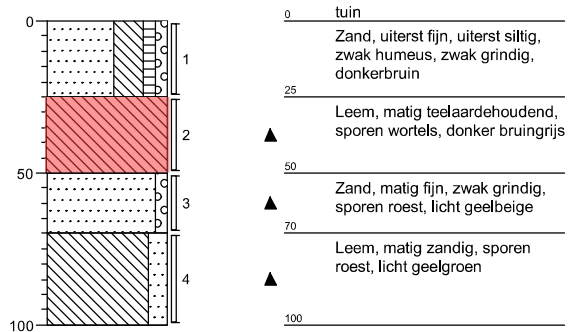 0
50
100
1
2
3
4
0 tuin
Zand, uiterst fijn, uiterst siltig,
zwak humeus, zwak grindig,
donkerbruin
25
Leem, matig teelaardehoudend,
sporen wortels, donker bruingrijs
50
Zand, matig fijn, zwak grindig,
sporen roest, licht geelbeige
70
Leem, matig zandig, sporen
roest, licht geelgroen
100